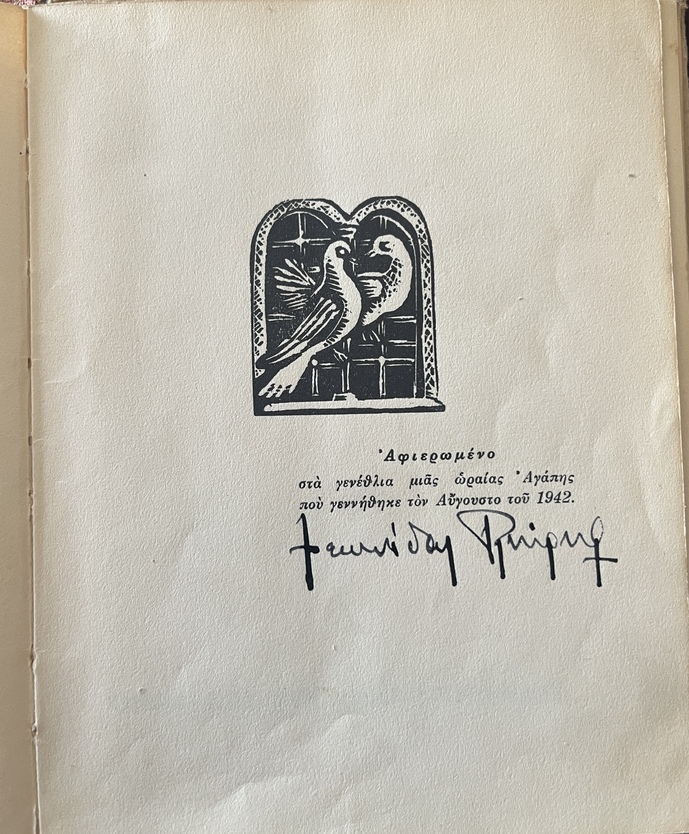 Ἀφιερωμένο
στὰ γενέθλια μιᾶς ὡραίας Ἀγάπης
ποὺ γεννήθηκε τὸν Αὔγουστο τοῦ 1942.